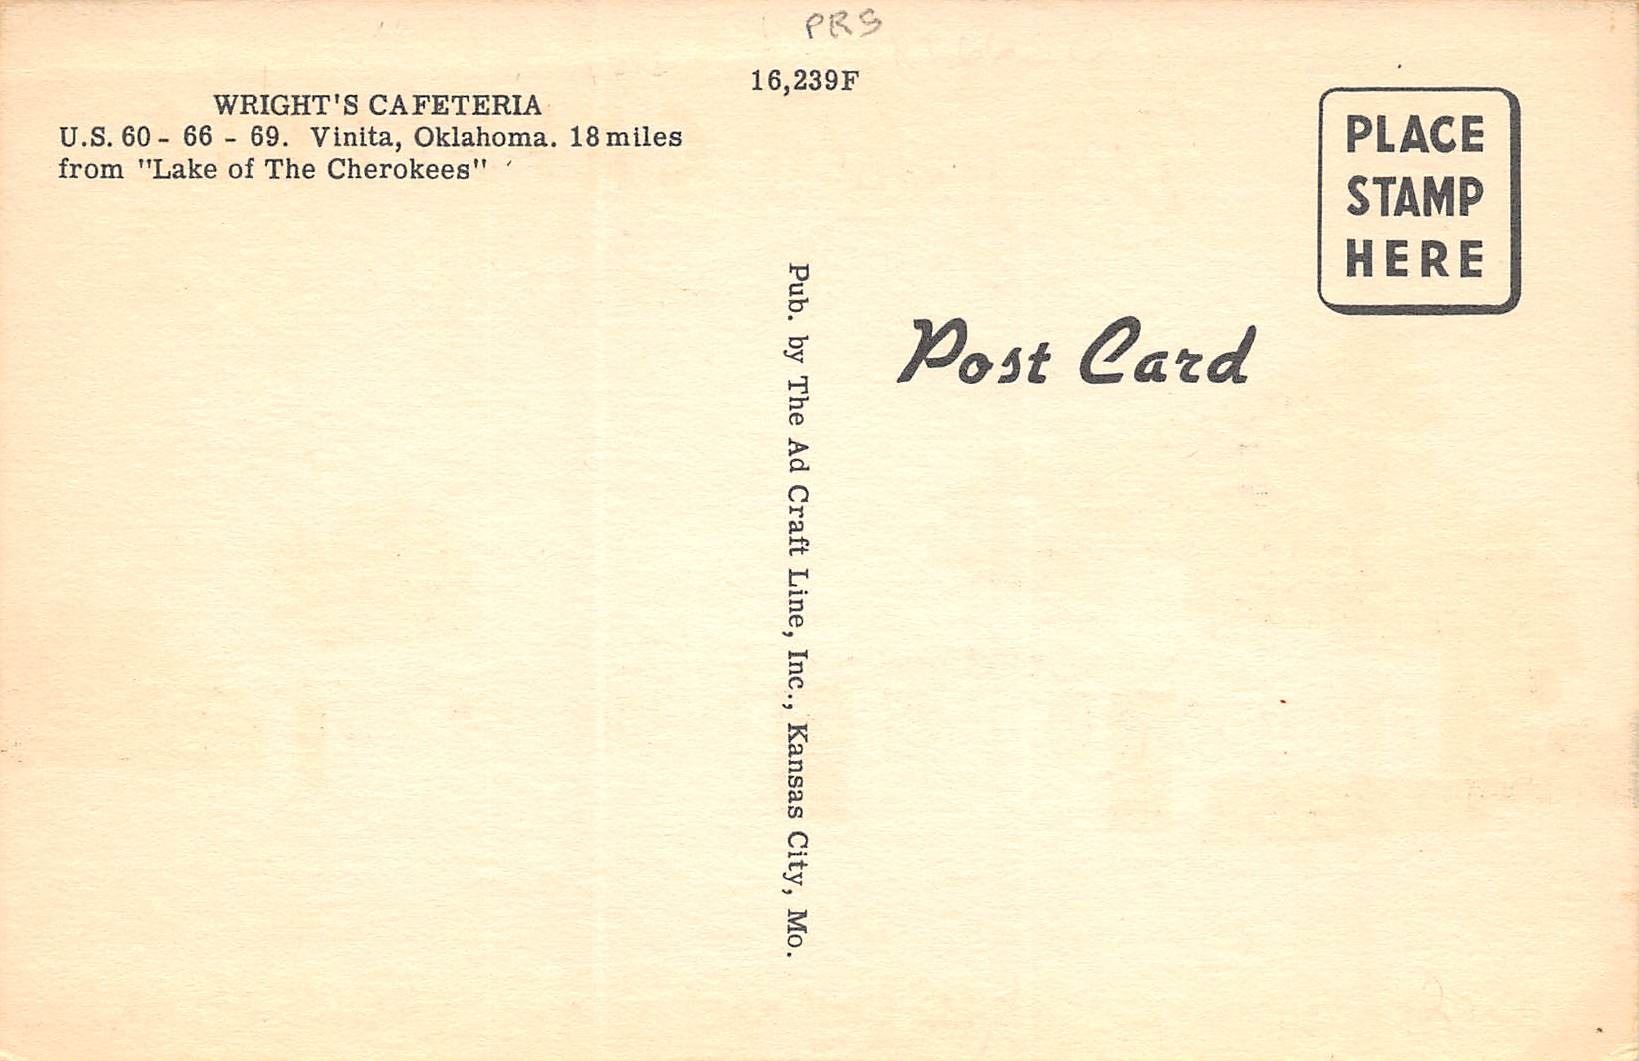 PRS
16,239F
WRIGHT'S CAFETERIA
U.S. 60 - 66 - 69. Vinita, Oklahoma. 18 miles
from "Lake of The Cherokees"
PLACE
STAMP
HERE
Post Card
Pub. by The Ad Craft Line, Inc., Kansas City, Mo.